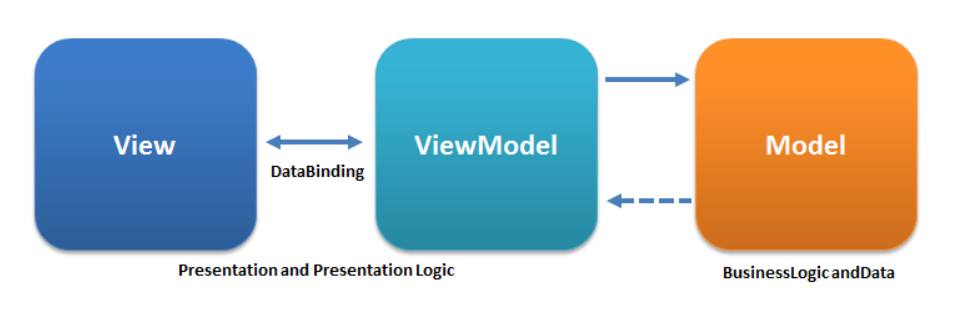 View
ViewModel
Model
DataBinding
Presentation and Presentation Logic
BusinessLogic andData